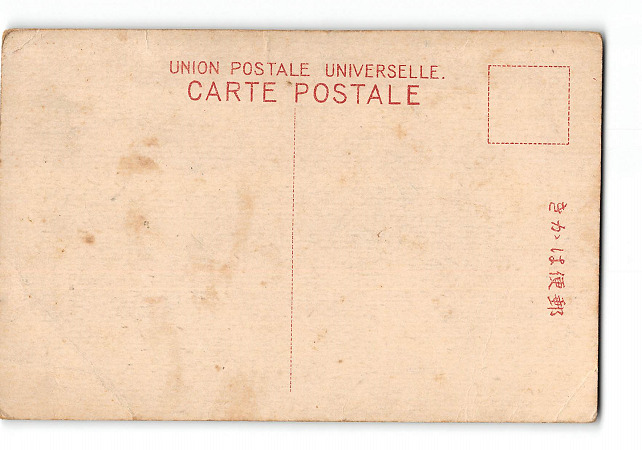 UNION POSTALE UNIVERSELLE.
CARTE POSTALE
郵便はかき